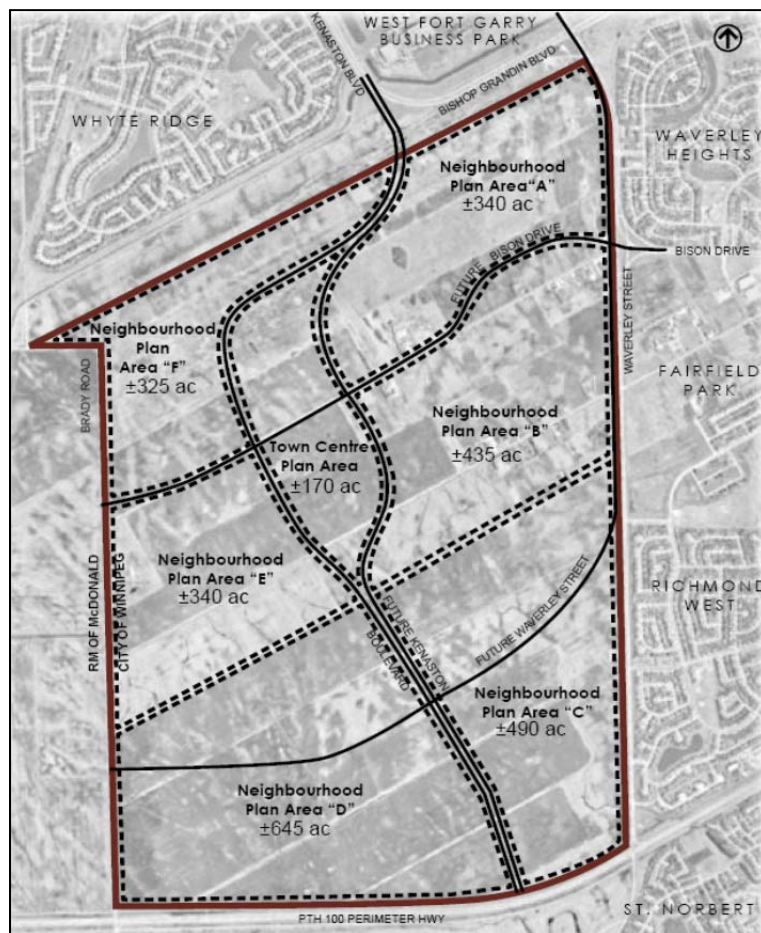 WEST FORT GARRY
BUSINESS PARK
KENASTON BLVD
BISHOP GRANDIN BLVD
WHYTE RIDGE
WAVERLEY
HEIGHTS
Neighbourhood
Plan Area"A"
±340 ac
FUTURE BISON DRIVE
BISON DRIVE
WAVERLEY STREET
Neighbourhood
Plan
Area "F"
±325 ac
BRADY ROAD
FAIRFIELD
PARK
Neighbourhood
Plan Area "B"
±435 ac
Town Centre
Plan Area
±170 ac
Neighbourhood
Plan Area "E"
±340 ac
RM OF McDONALD
CITY OF WINNIPEG
RICHMOND
WEST
FUTURE WAVERLEY STREET
FUTURE KENASTON
BOULEVARD
Neighbourhood
Plan Area "C"
±490 ac
Neighbourhood
Plan Area "D"
±645 ac
ST. NORBERT
PTH 100 PERIMETER HWY